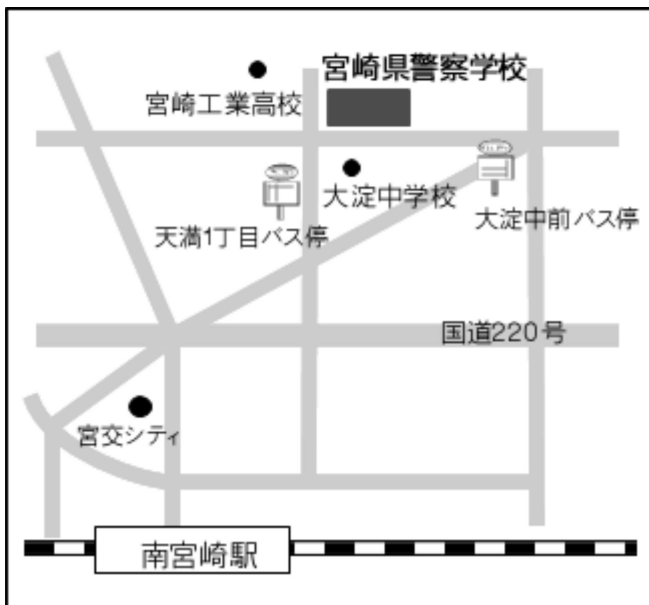 宮崎県警察学校
宮崎工業高校
大淀中学校
大淀中前バス停
天満1丁目バス停
国道220号
宮交シティ
南宮崎駅